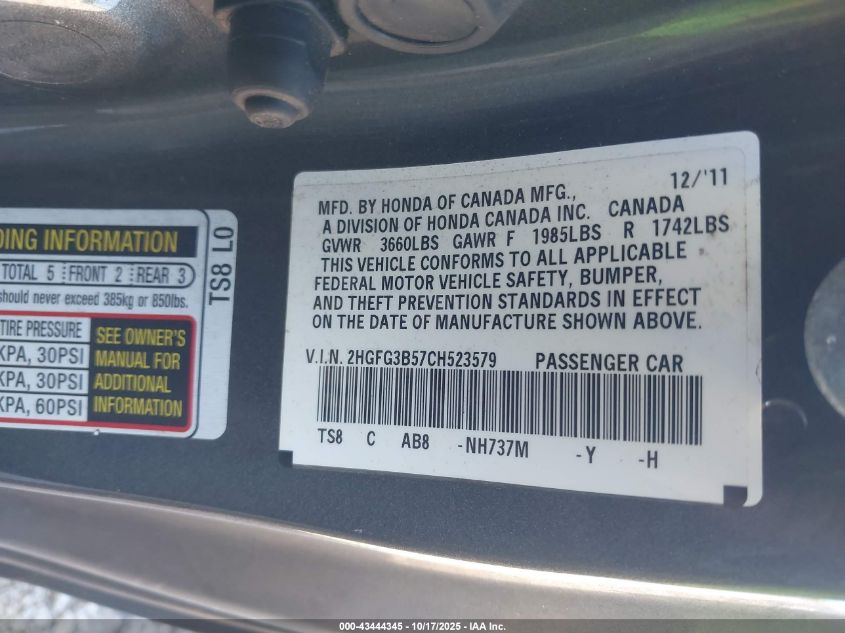 DING INFORMATION
TOTAL 5 FRONT 2 REAR 3
should never exceed 385kg or 850lbs.
TIRE PRESSURE
KPA, 30PSI
KPA, 30PSI
KPA, 60PSI
SEE OWNER'S
MANUAL FOR
ADDITIONAL
INFORMATION
TS8 L0
12/'11
MFD. BY HONDA OF CANADA MFG.,
A DIVISION OF HONDA CANADA INC. CANADA
GVWR 3660LBS GAWR F 1985LBS R 1742LBS
THIS VEHICLE CONFORMS TO ALL APPLICABLE
FEDERAL MOTOR VEHICLE SAFETY, BUMPER,
AND THEFT PREVENTION STANDARDS IN EFFECT
ON THE DATE OF MANUFACTURE SHOWN ABOVE.
V.I.N. 2HGFG3B57CH523579 PASSENGER CAR
TS8 C AB8 -NH737M -Y -H
000-43444345 | 10/17/2025 | IAA Inc.